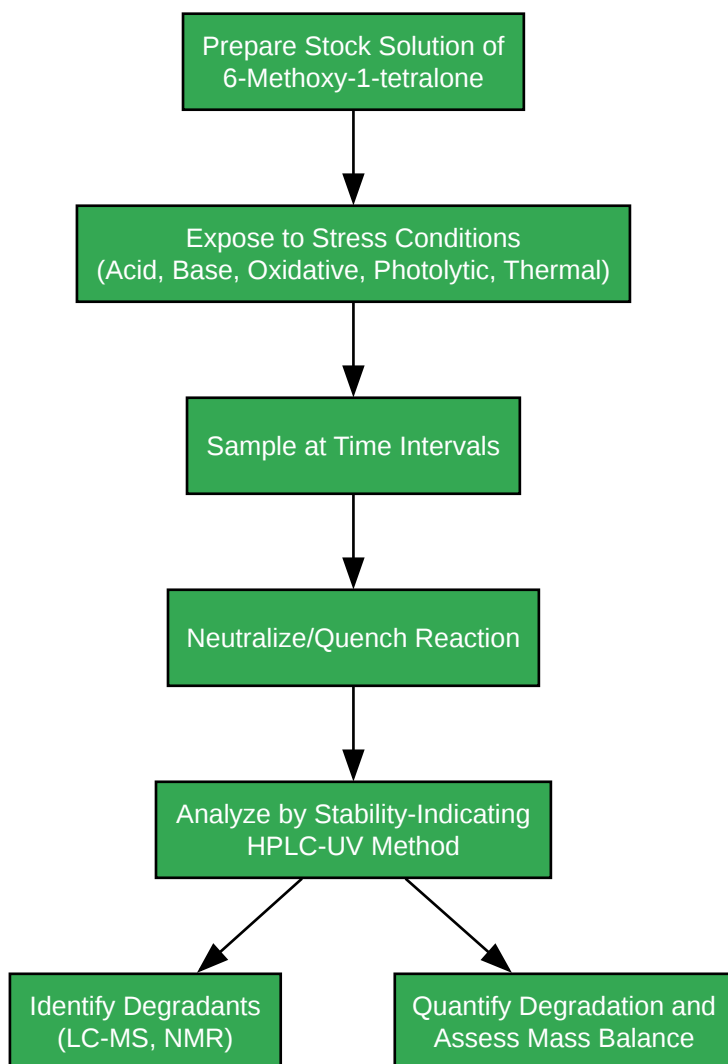 Prepare Stock Solution of
6-Methoxy-1-tetralone
Expose to Stress Conditions
(Acid, Base, Oxidative, Photolytic, Thermal)
Sample at Time Intervals
Neutralize/Quench Reaction
Analyze by Stability-Indicating
HPLC-UV Method
Identify Degradants
(LC-MS, NMR)
Quantify Degradation and
Assess Mass Balance